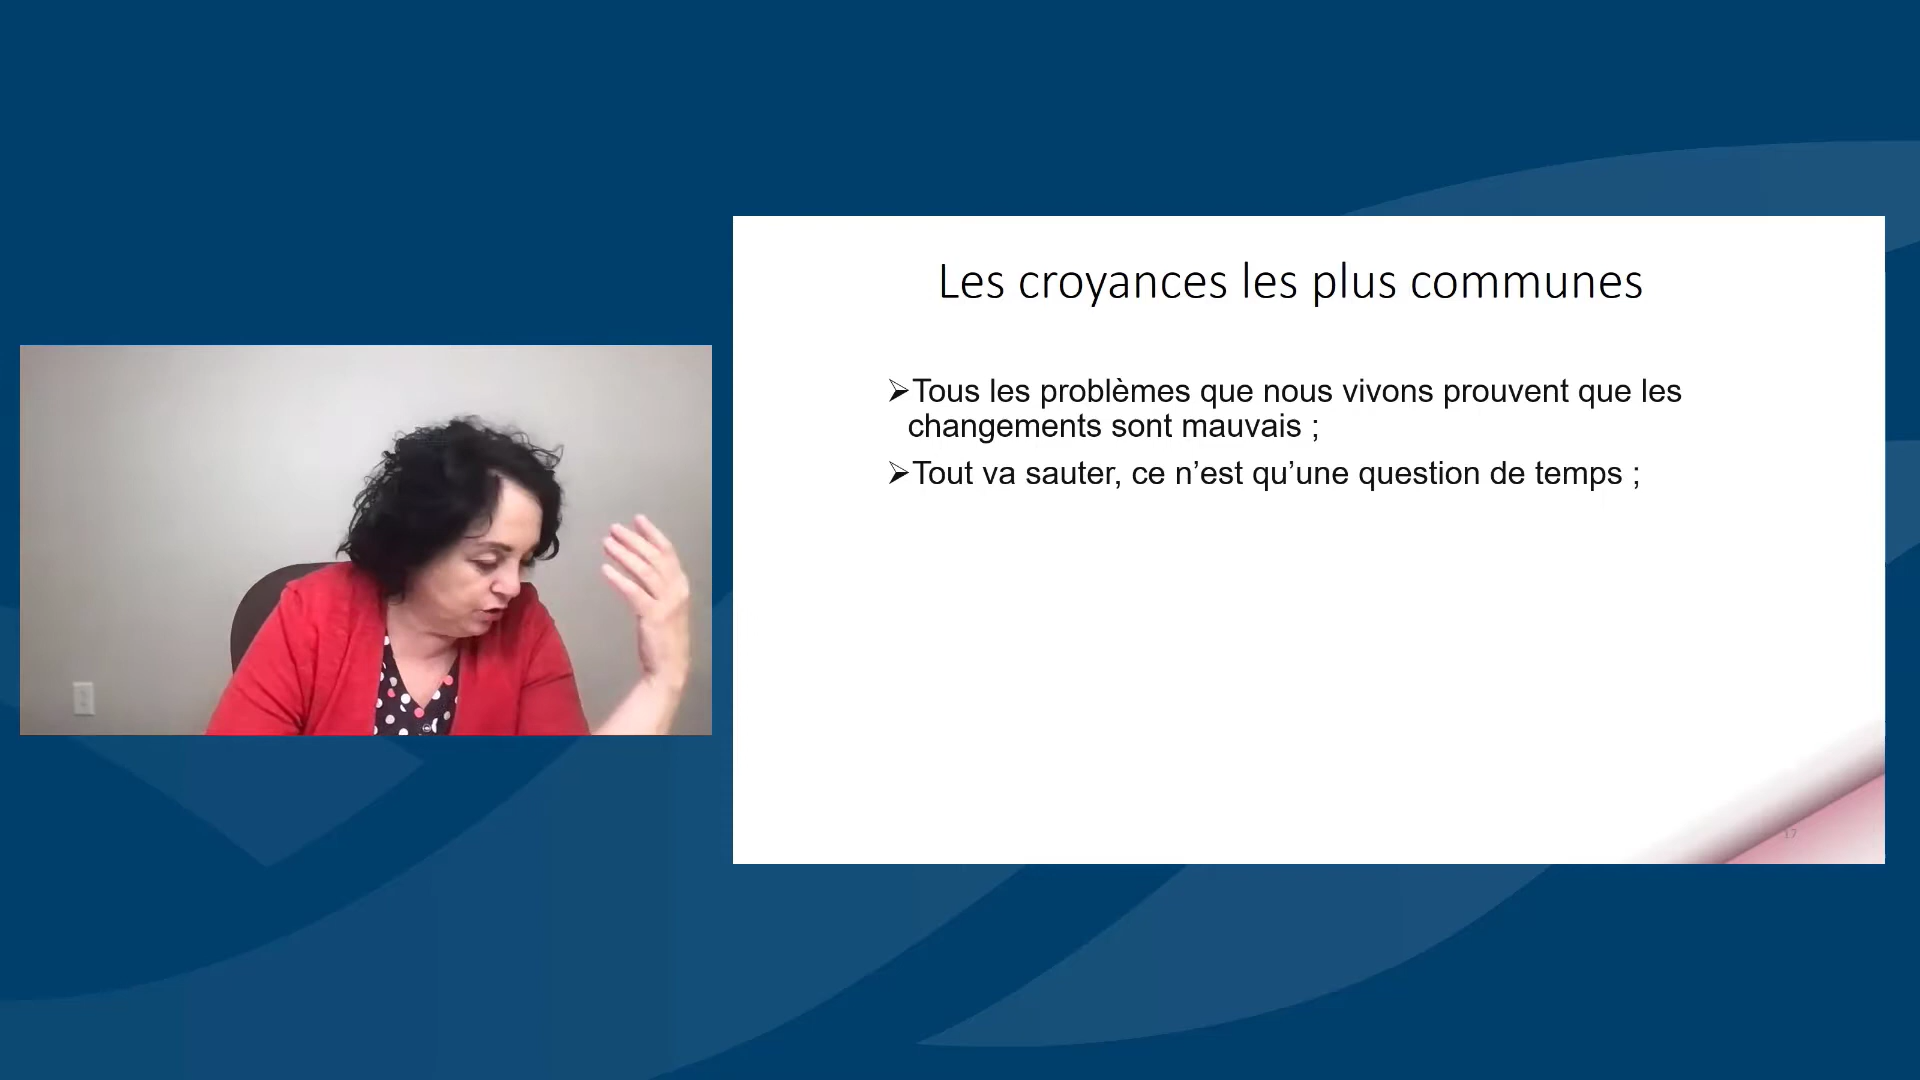 Les croyances les plus communes
➢Tous les problèmes que nous vivons prouvent que les
changements sont mauvais ;
➢Tout va sauter, ce n’est qu’une question de temps ;
17